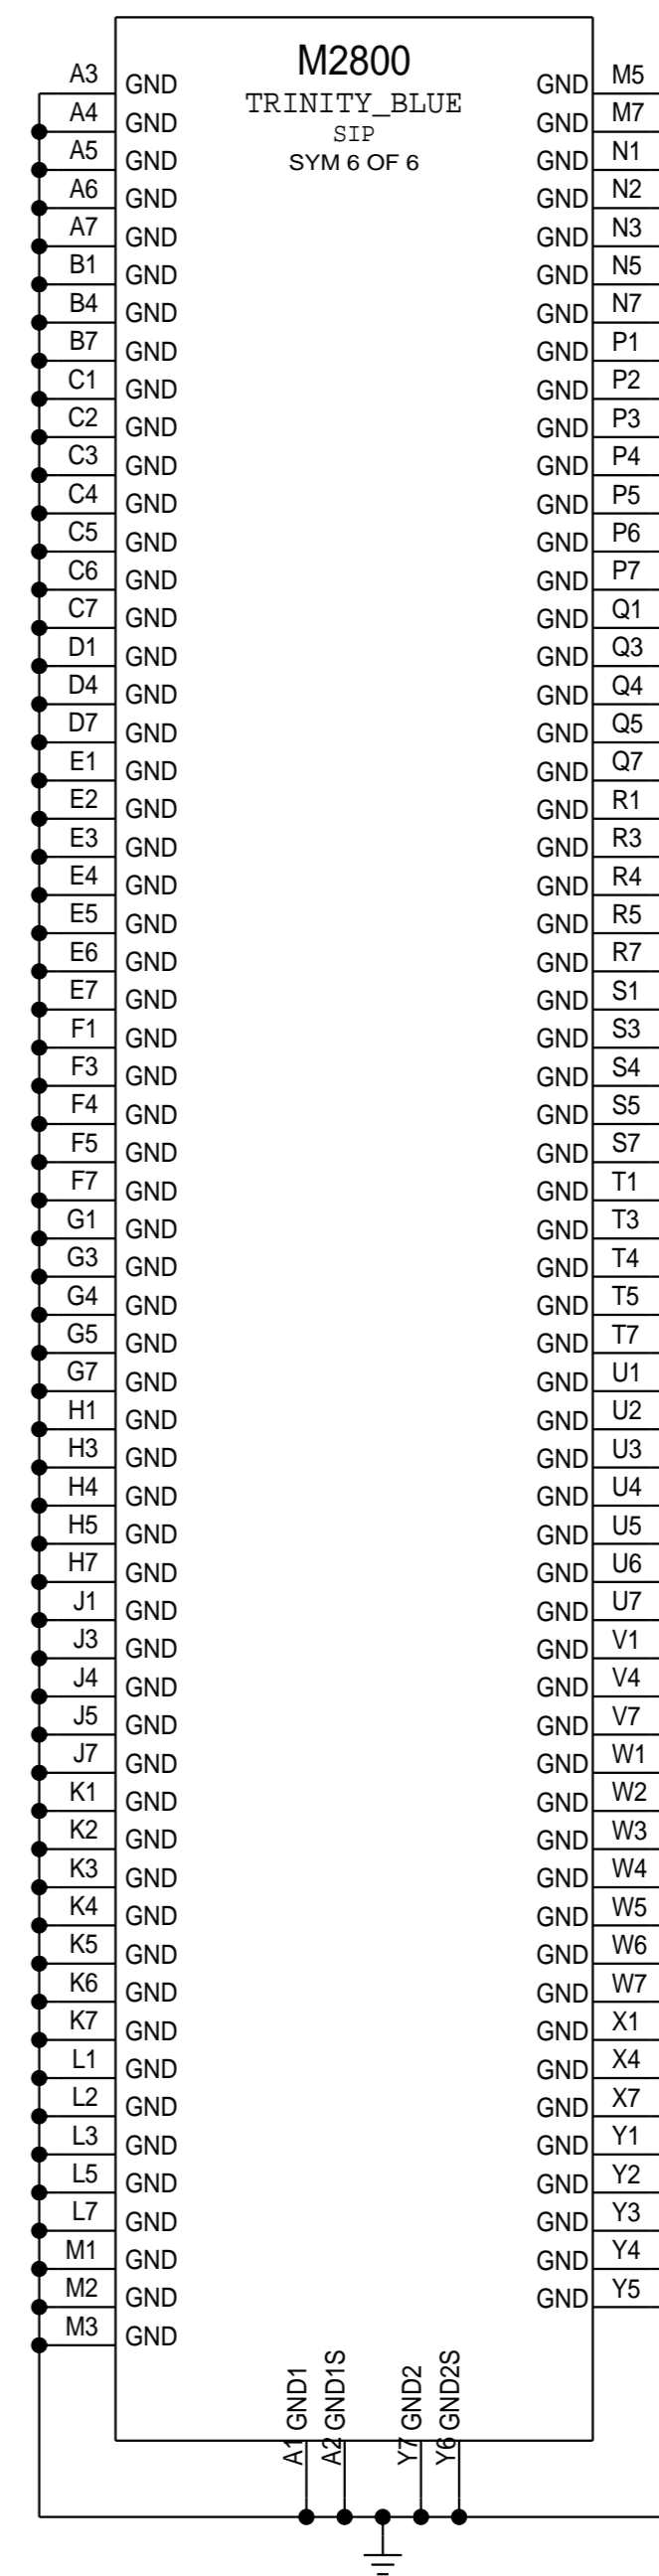 M2800
TRINITY_BLUE
SIP
SYM 6 OF 6
A3 GND GND M5
A4 GND GND M7
A5 GND GND N1
A6 GND GND N2
A7 GND GND N3
B1 GND GND N5
B4 GND GND N7
B7 GND GND P1
C1 GND GND P2
C2 GND GND P3
C3 GND GND P4
C4 GND GND P5
C5 GND GND P6
C6 GND GND P7
C7 GND GND Q1
D1 GND GND Q3
D4 GND GND Q4
D7 GND GND Q5
E1 GND GND Q7
E2 GND GND R1
E3 GND GND R3
E4 GND GND R4
E5 GND GND R5
E6 GND GND R7
E7 GND GND S1
F1 GND GND S3
F3 GND GND S4
F4 GND GND S5
F5 GND GND S7
F7 GND GND T1
G1 GND GND T3
G3 GND GND T4
G4 GND GND T5
G5 GND GND T7
G7 GND GND U1
H1 GND GND U2
H3 GND GND U3
H4 GND GND U4
H5 GND GND U5
H7 GND GND U6
J1 GND GND U7
J3 GND GND V1
J4 GND GND V4
J5 GND GND V7
J7 GND GND W1
K1 GND GND W2
K2 GND GND W3
K3 GND GND W4
K4 GND GND W5
K5 GND GND W6
K6 GND GND W7
K7 GND GND X1
L1 GND GND X4
L2 GND GND X7
L3 GND GND Y1
L5 GND GND Y2
L7 GND GND Y3
M1 GND GND Y4
M2 GND GND Y5
M3 GND
A1 GND1
A2 GND1S
Y7 GND2
Y6 GND2S